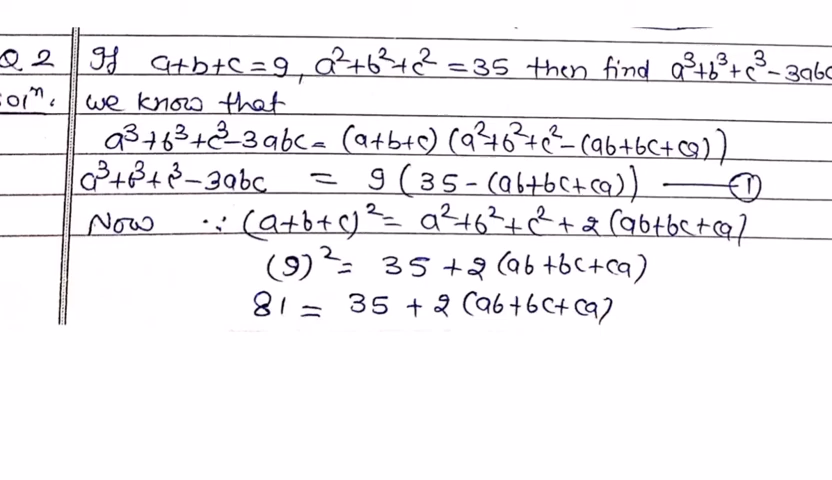 Q 2 If a+b+c=9, a²+b²+c²=35 then find a³+b³+c³-3abc
soln. we know that
a³+b³+c³-3abc = (a+b+c) (a²+b²+c²-(ab+bc+ca))
a³+b³+c³-3abc = 9(35-(ab+bc+ca)) —①
Now ∵ (a+b+c)² = a²+b²+c²+2(ab+bc+ca)
(9)² = 35+2(ab+bc+ca)
81 = 35+2(ab+bc+ca)